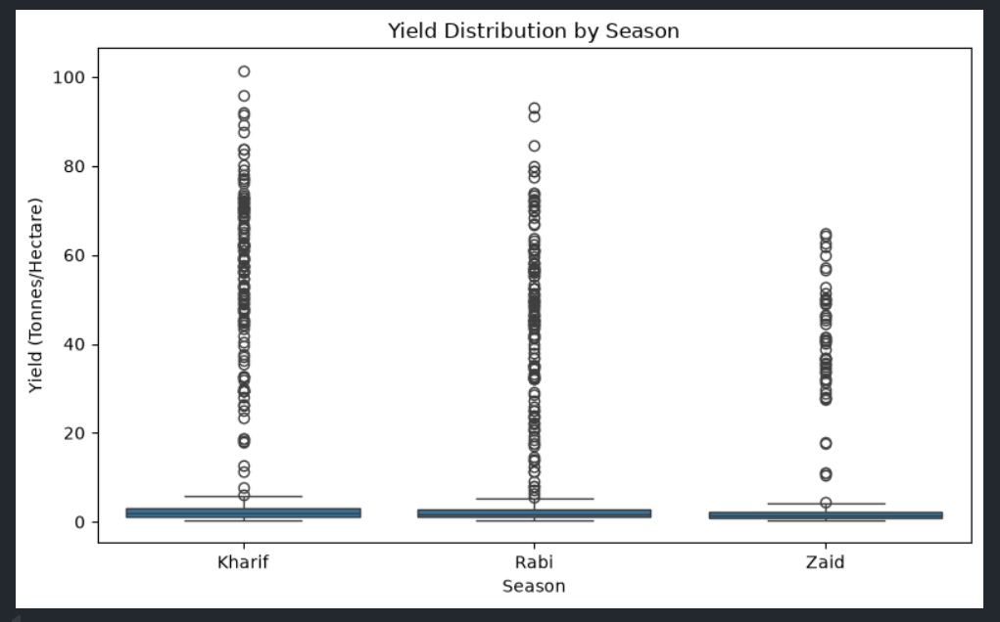 Yield Distribution by Season
Yield (Tonnes/Hectare)
100
80
60
40
20
0
Kharif
Rabi
Zaid
Season